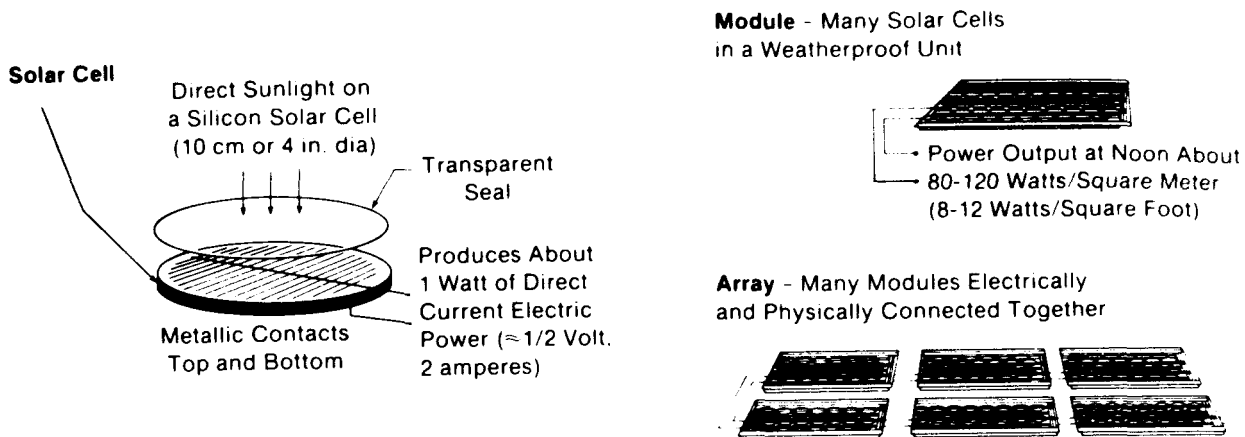 Solar Cell
Direct Sunlight on
a Silicon Solar Cell
(10 cm or 4 in. dia)
Transparent
Seal
Produces About
1 Watt of Direct
Current Electric
Power (≈1/2 Volt.
2 amperes)
Metallic Contacts
Top and Bottom
Module - Many Solar Cells
in a Weatherproof Unit
Power Output at Noon About
80-120 Watts/Square Meter
(8-12 Watts/Square Foot)
Array - Many Modules Electrically
and Physically Connected Together